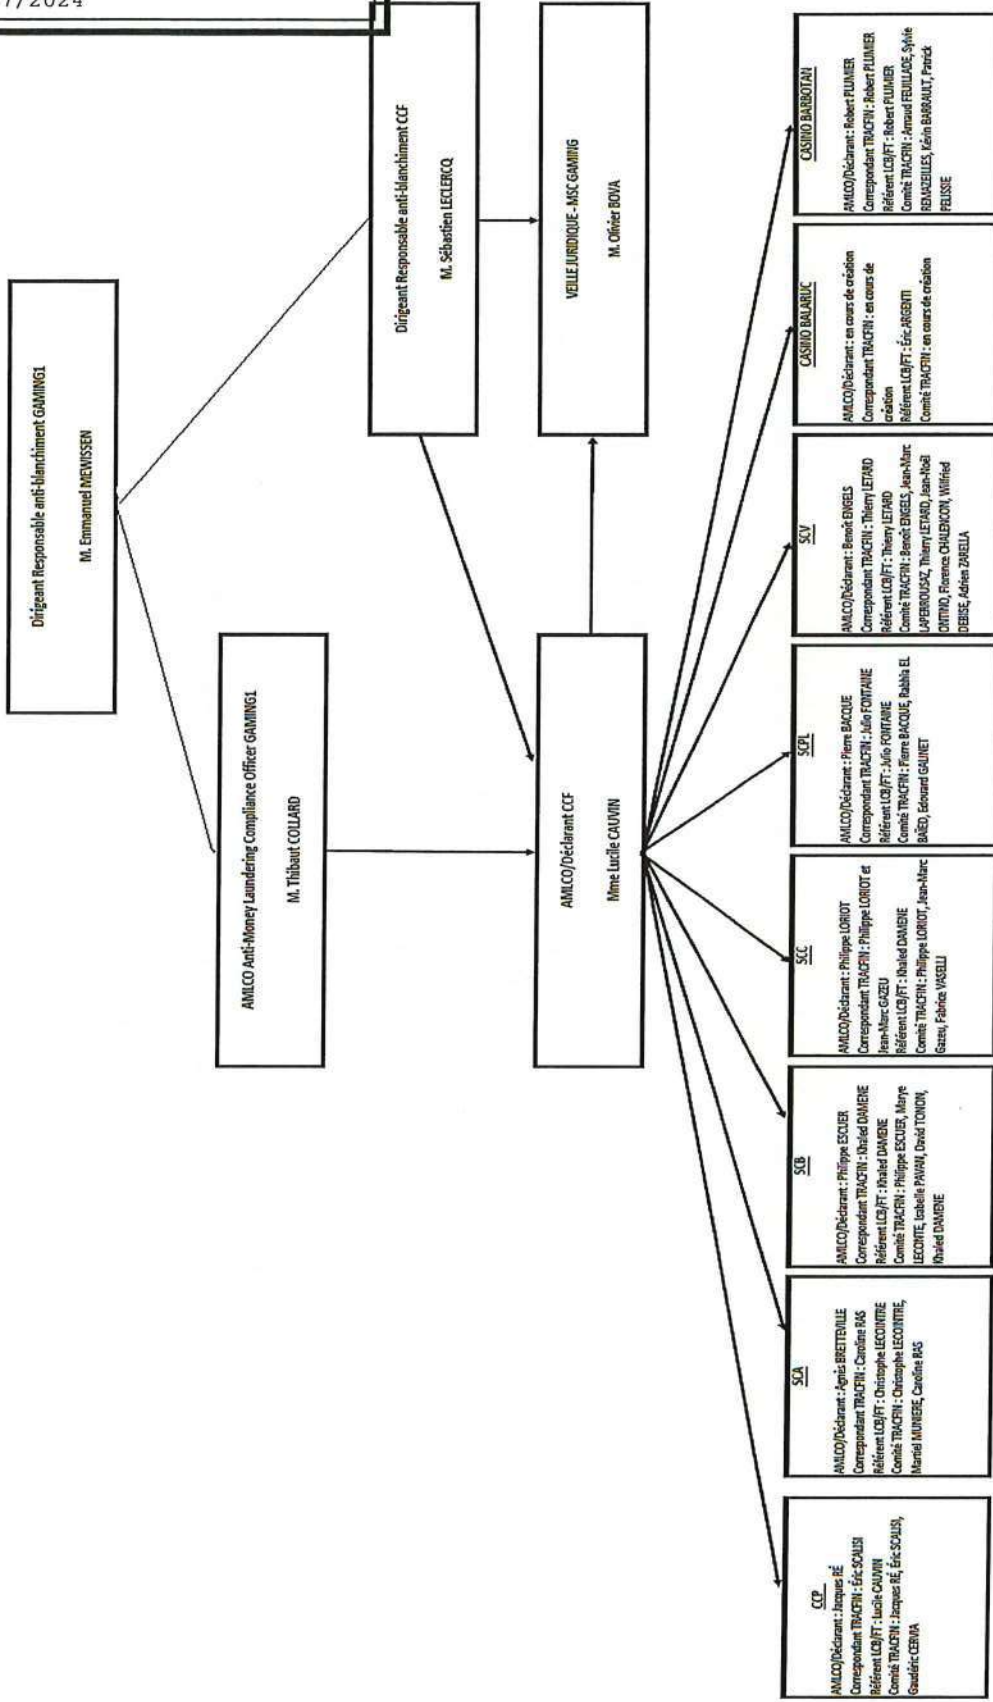 7/2024
Dirigeant Responsable anti-blanchiment GAMING1
M. Emmanuel MEWISSEN
AMLCO Anti-Money Laundering Compliance Officer GAMING1
M. Thibaut COLLARD
Dirigeant Responsable anti-blanchiment CCF
M. Sébastien LECLERCQ
AMLCO/Déclarant CCF
Mme Lucile CAUVIN
VEILLE JURIDIQUE - MSC GAMING
M. Olivier BOVA
CCP
AMLCO/Déclarant : Jacques RÉ
Correspondant TRACFIN : Éric SCALISI
Référent LCB/FT : Lucile CAUVIN
Comité TRACFIN : Jacques RÉ, Éric SCALISI,
Gaudéric CERVIA
SCA
AMLCO/Déclarant : Agnès BRETTEVILLE
Correspondant TRACFIN : Caroline RAS
Référent LCB/FT : Christophe LECOINTRE
Comité TRACFIN : Christophe LECOINTRE,
Martiel MUNIERE, Caroline RAS
SCB
AMLCO/Déclarant : Philippe ESCUER
Correspondant TRACFIN : Khaled DAMENE
Référent LCB/FT : Khaled DAMENE
Comité TRACFIN : Philippe ESCUER, Marye
LECONTE, Isabelle PAVAN, David TONON,
Khaled DAMENE
SCC
AMLCO/Déclarant : Philippe LORIOT
Correspondant TRACFIN : Philippe LORIOT et
Jean-Marc GAZEU
Référent LCB/FT : Khaled DAMENE
Comité TRACFIN : Philippe LORIOT, Jean-Marc
Gazeu, Fabrice VASELLI
SCPL
AMLCO/Déclarant : Pierre BACQUE
Correspondant TRACFIN : Julio FONTAINE
Référent LCB/FT : Julio FONTAINE
Comité TRACFIN : Pierre BACQUE, Rabhia EL
BAÏED, Edouard GAUNET
SCV
AMLCO/Déclarant : Benoît ENGELS
Correspondant TRACFIN : Thierry LETARD
Référent LCB/FT : Thierry LETARD
Comité TRACFIN : Benoît ENGELS, Jean-Marc
LAPERROUSAZ, Thierry LETARD, Jean-Noël
ONTINO, Florence CHALENCON, Wilfried
DEBISE, Adrien ZARELLA
CASINO BALARUC
AMLCO/Déclarant : en cours de création
Correspondant TRACFIN : en cours de
création
Référent LCB/FT : Éric ARGENTI
Comité TRACFIN : en cours de création
CASINO BARBOTAN
AMLCO/Déclarant : Robert PLUMIER
Correspondant TRACFIN : Robert PLUMIER
Référent LCB/FT : Robert PLUMIER
Comité TRACFIN : Arnaud FEUILLADE, Sylvie
REMAZEILLES, Kévin BARRAULT, Patrick
PELISSIE